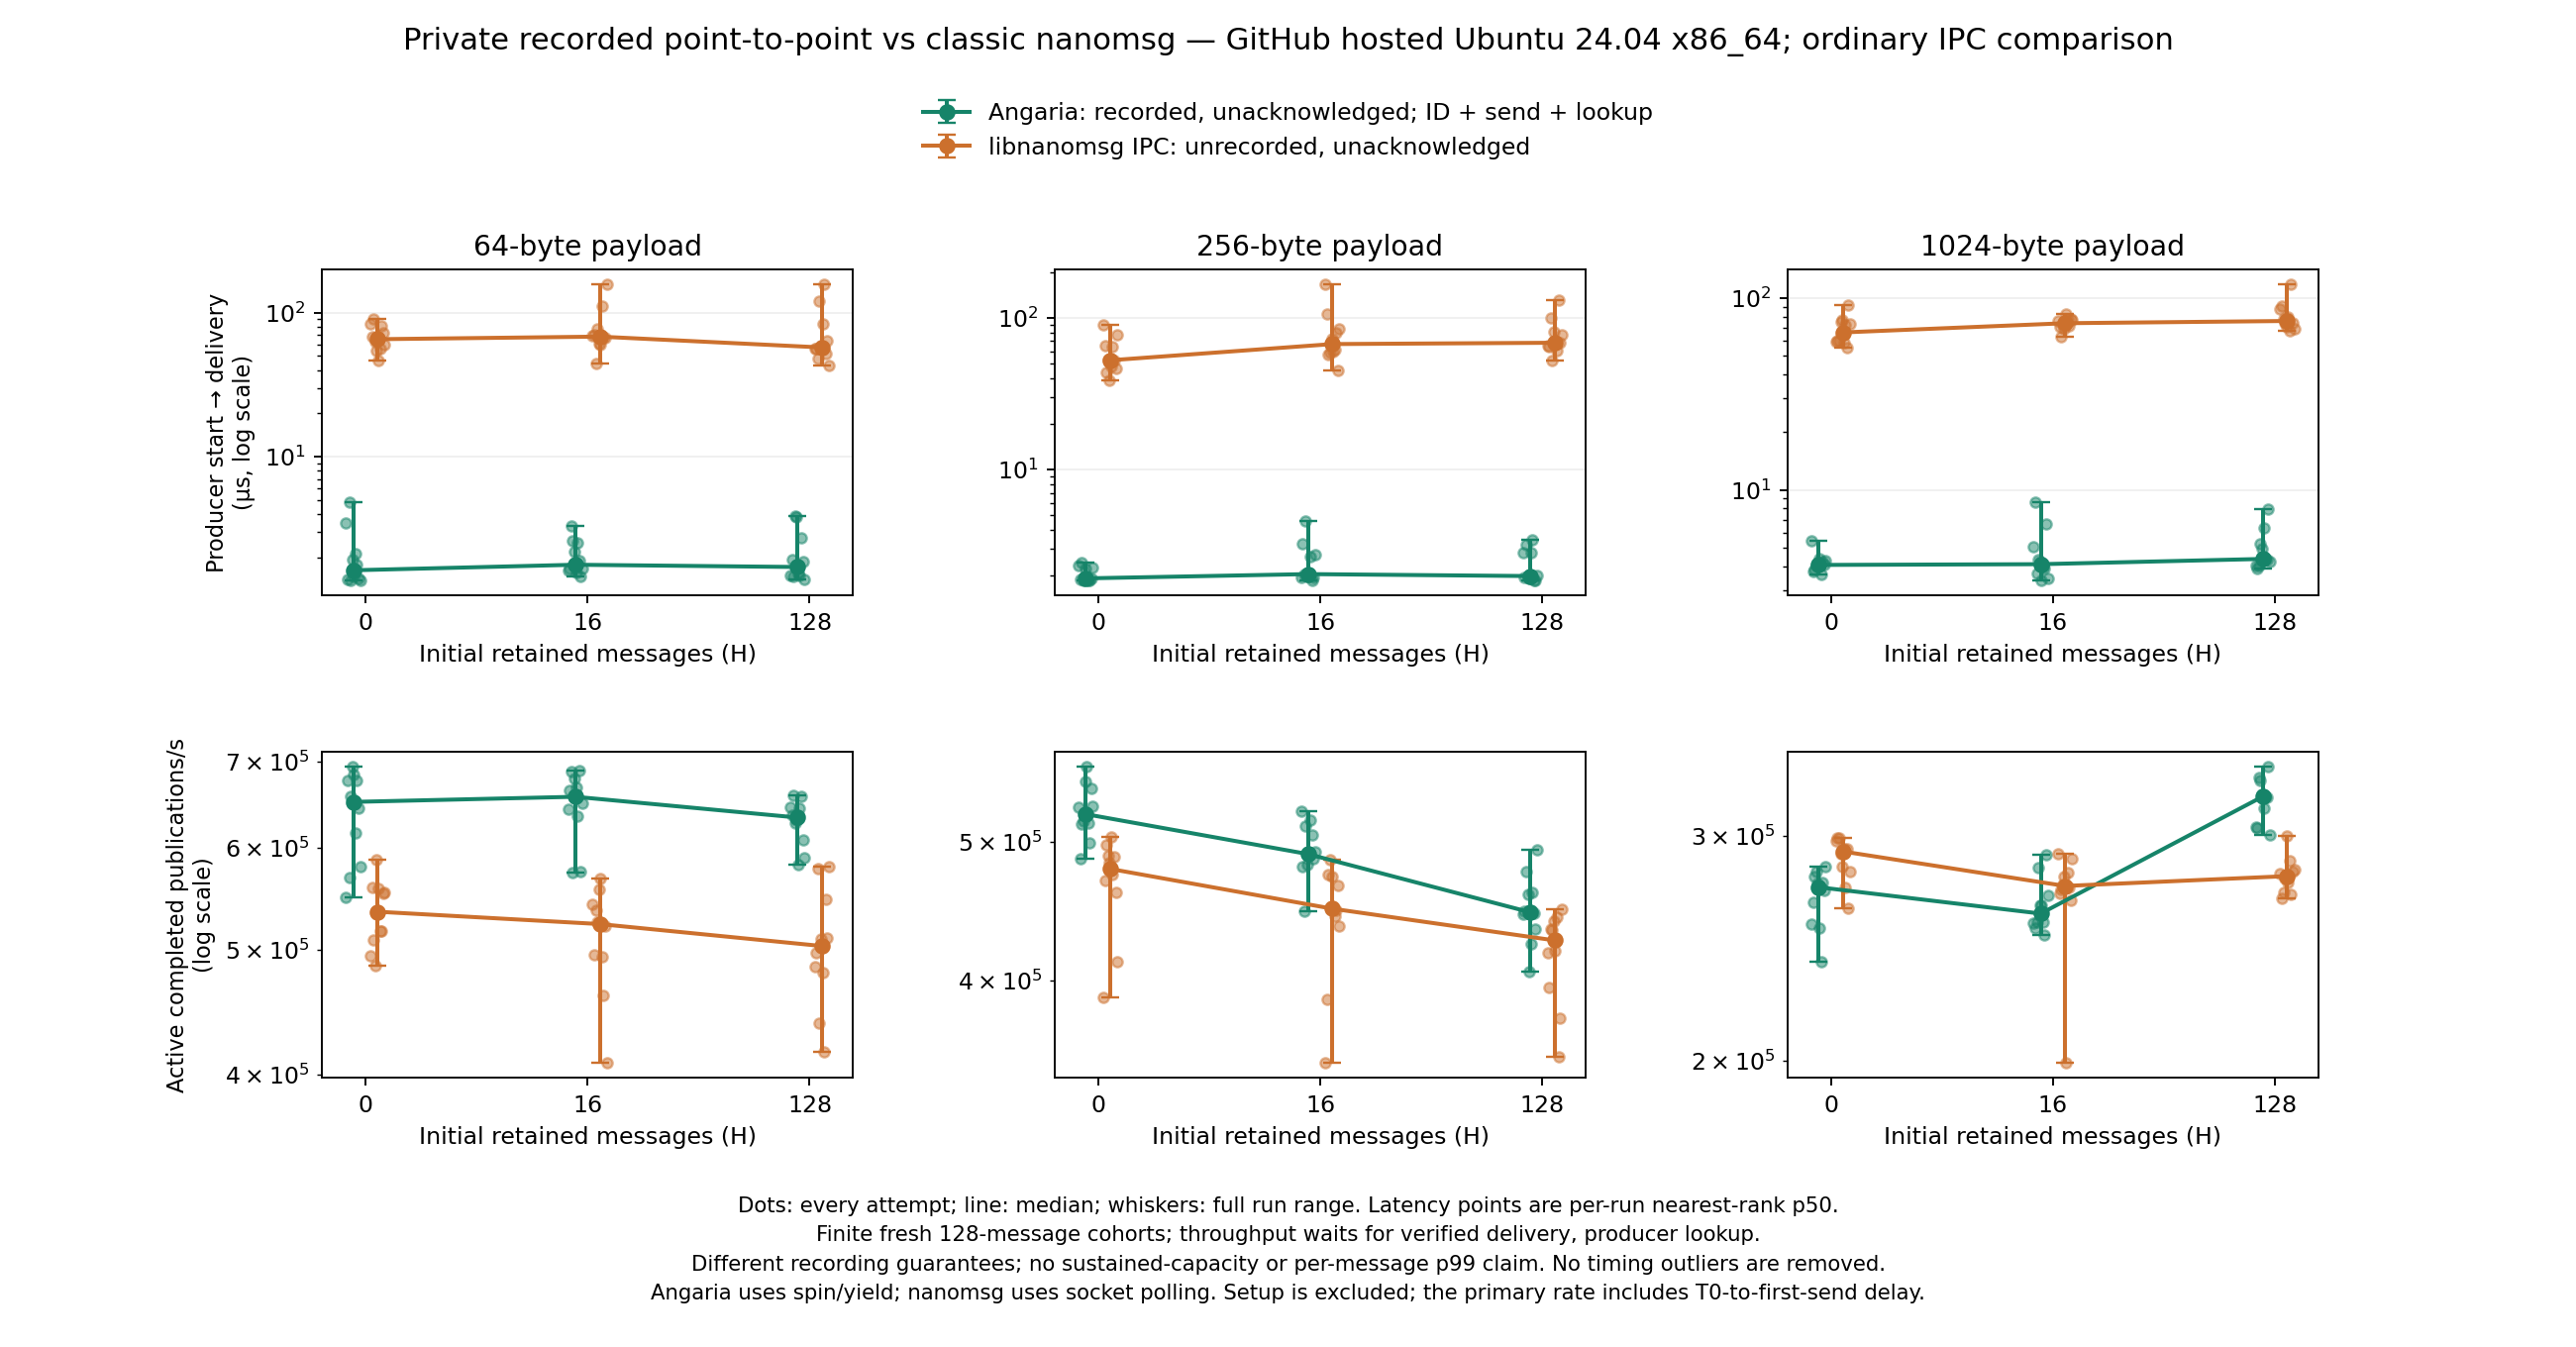 Private recorded point-to-point vs classic nanomsg — GitHub hosted Ubuntu 24.04 x86_64; ordinary IPC comparison
Angaria: recorded, unacknowledged; ID + send + lookup
libnanomsg IPC: unrecorded, unacknowledged
64-byte payload
Producer start → delivery
(µs, log scale)
10²
10¹
0 16 128
Initial retained messages (H)
256-byte payload
10²
10¹
0 16 128
Initial retained messages (H)
1024-byte payload
10²
10¹
0 16 128
Initial retained messages (H)
Active completed publications/s
(log scale)
7 × 10⁵
6 × 10⁵
5 × 10⁵
4 × 10⁵
0 16 128
Initial retained messages (H)
5 × 10⁵
4 × 10⁵
0 16 128
Initial retained messages (H)
3 × 10⁵
2 × 10⁵
0 16 128
Initial retained messages (H)
Dots: every attempt; line: median; whiskers: full run range. Latency points are per-run nearest-rank p50.
Finite fresh 128-message cohorts; throughput waits for verified delivery, producer lookup.
Different recording guarantees; no sustained-capacity or per-message p99 claim. No timing outliers are removed.
Angaria uses spin/yield; nanomsg uses socket polling. Setup is excluded; the primary rate includes T0-to-first-send delay.